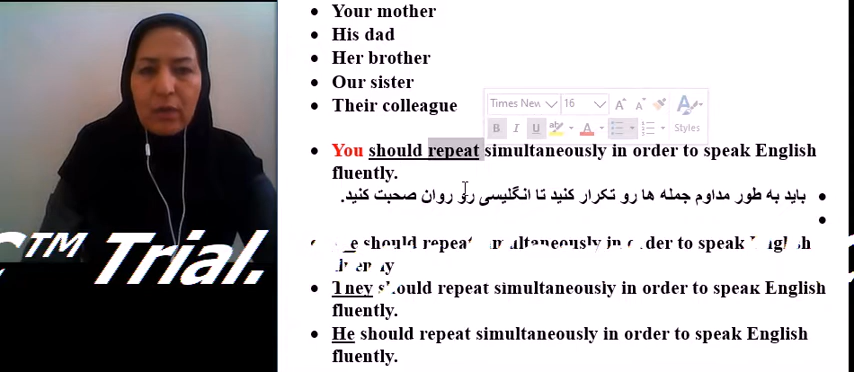 Your mother
His dad
Her brother
Our sister
Their colleague
Times New
16
Styles
You should repeat simultaneously in order to speak English
fluently.
باید به طور مداوم جمله ها رو تکرار کنید تا انگلیسی رو روان صحبت کنید.
™ Trial.
should repeat to speak
They should repeat simultaneously in order to speak English
fluently.
He should repeat simultaneously in order to speak English
fluently.